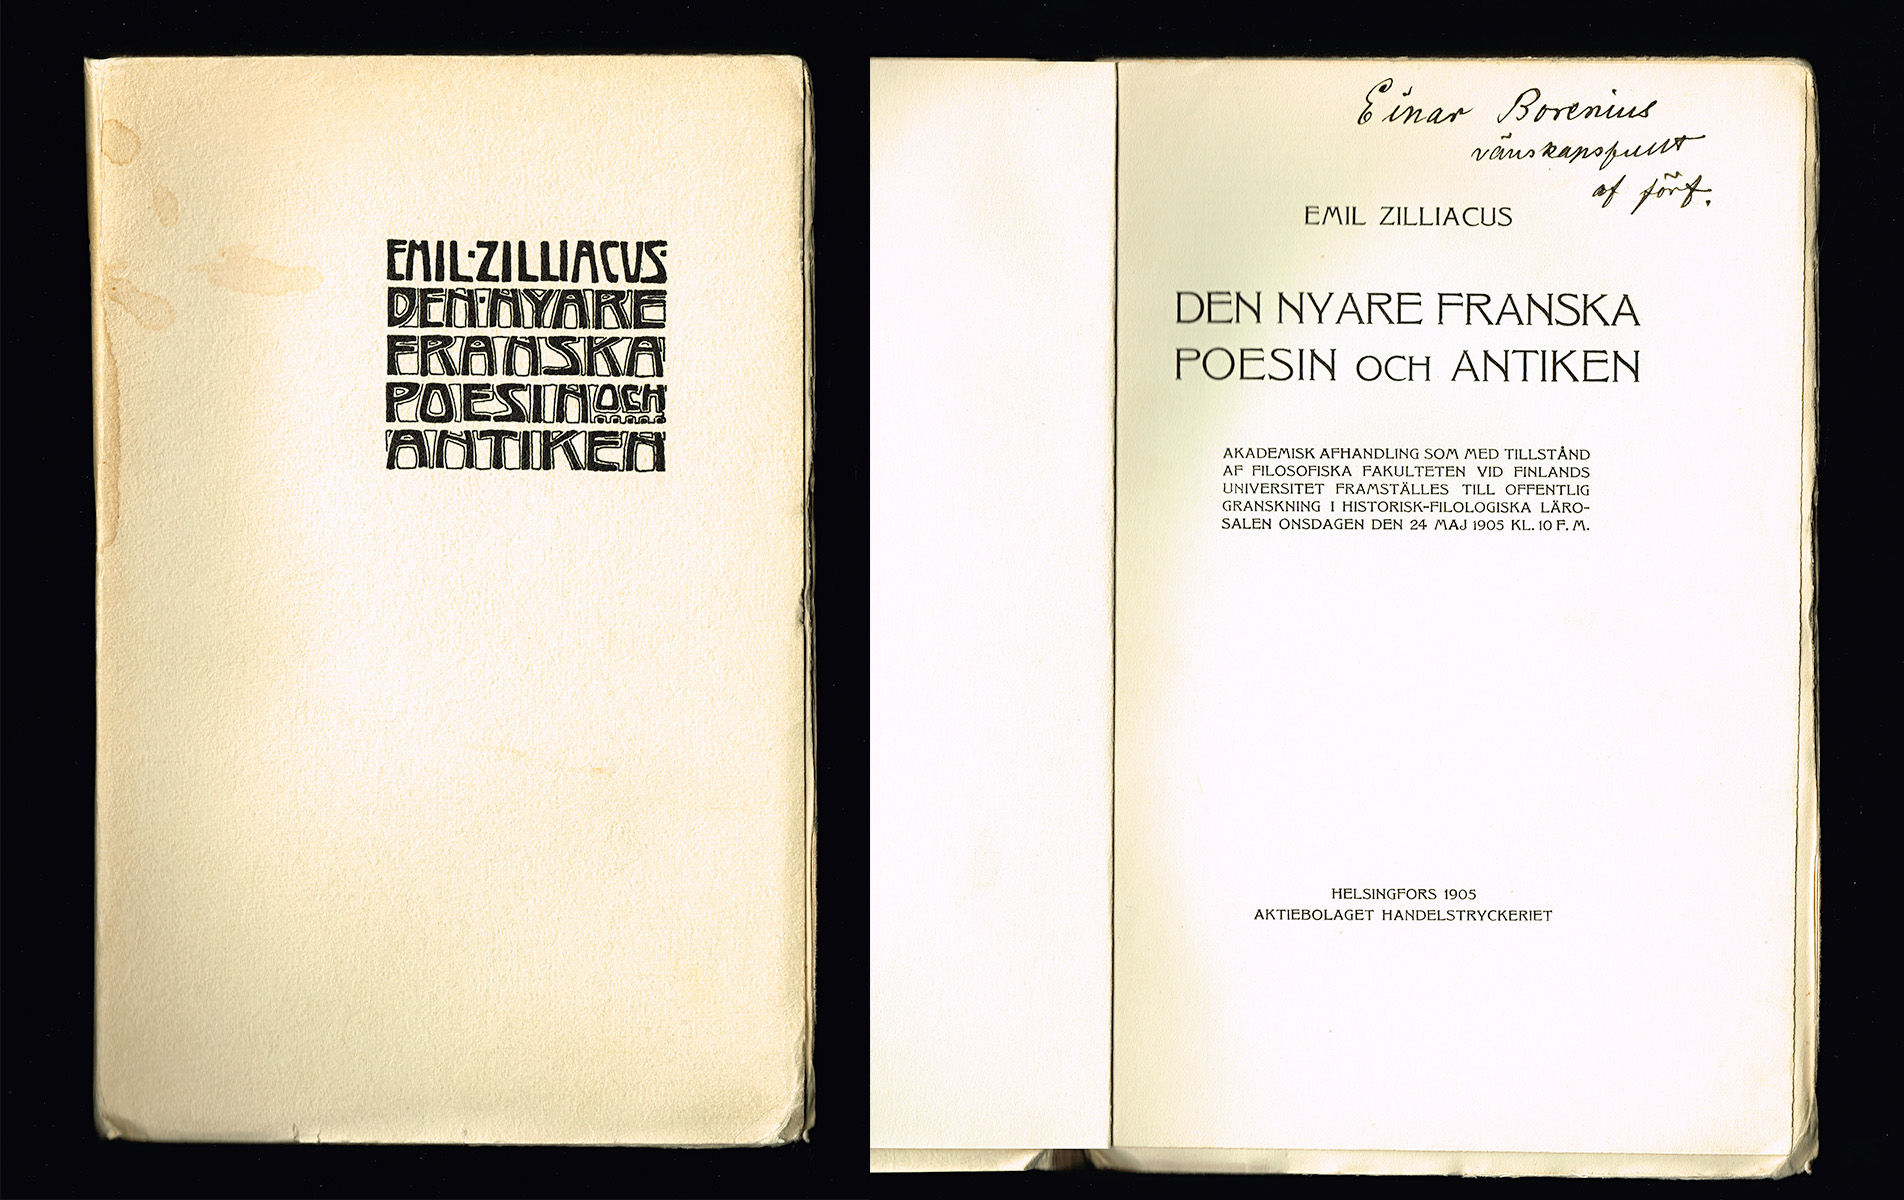 EMIL·ZILLIACUS·
DEN·NYARE
FRANSKA
POESIN OCH
ANTIKEN
Einar Borenius
vänskapsfullt
af förf.
EMIL ZILLIACUS
DEN NYARE FRANSKA
POESIN OCH ANTIKEN
AKADEMISK AFHANDLING SOM MED TILLSTÅND
AF FILOSOFISKA FAKULTETEN VID FINLANDS
UNIVERSITET FRAMSTÄLLES TILL OFFENTLIG
GRANSKNING I HISTORISK-FILOLOGISKA LÄRO-
SALEN ONSDAGEN DEN 24 MAJ 1905 KL. 10 F. M.
HELSINGFORS 1905
AKTIEBOLAGET HANDELSTRYCKERIET